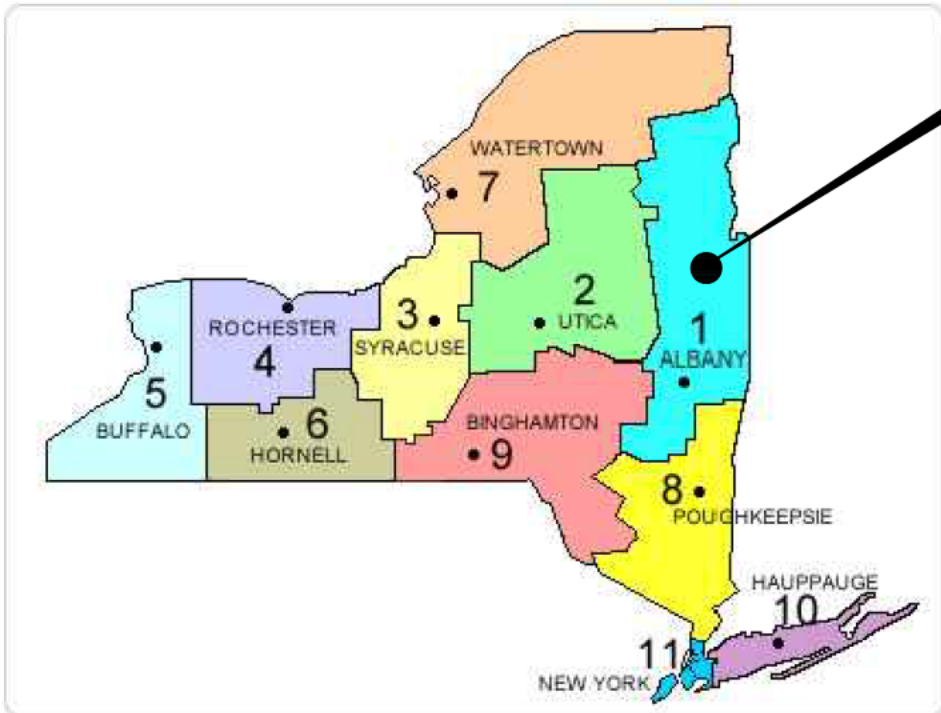 WATERTOWN
7
2
UTICA
3
SYRACUSE
ROCHESTER
4
1
ALBANY
5
BUFFALO
6
HORNELL
BINGHAMTON
9
8
POUGHKEEPSIE
HAUPPAUGE
10
11
NEW YORK